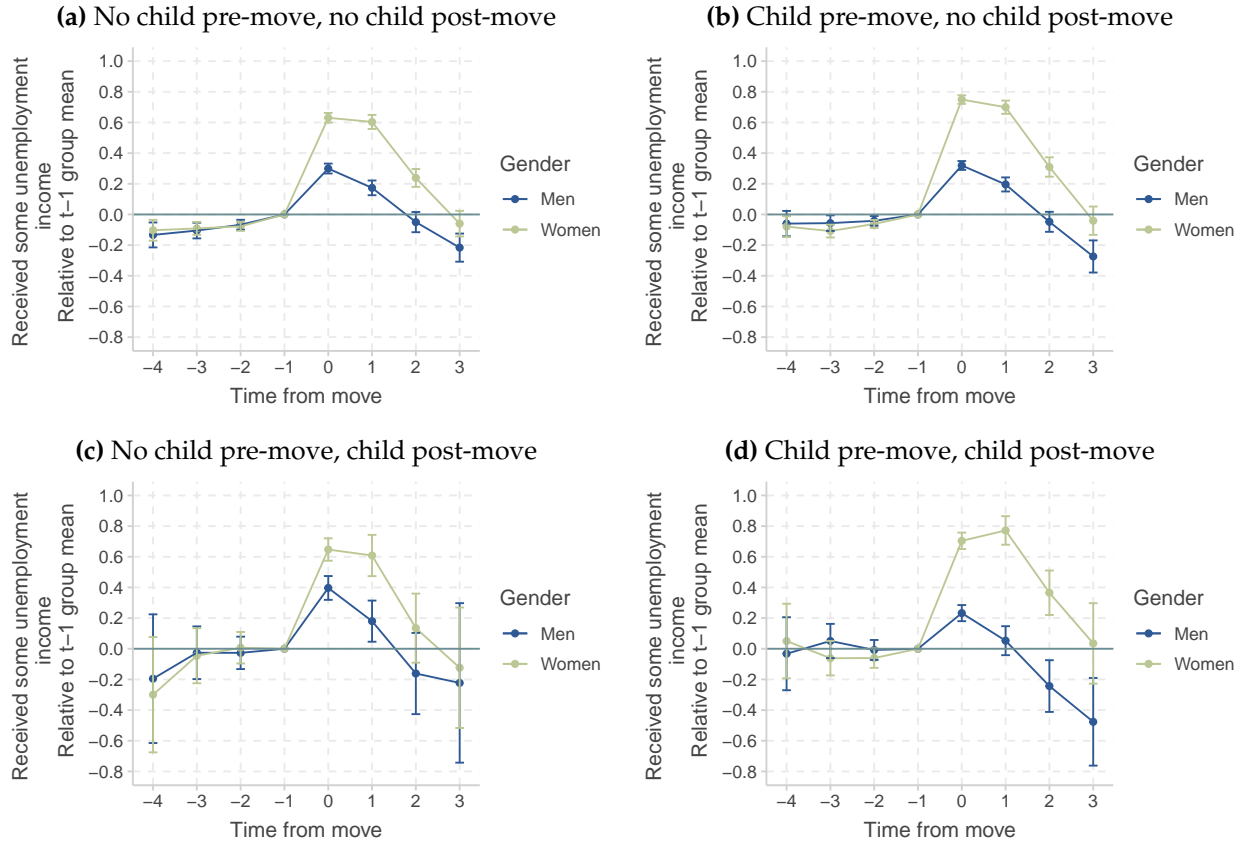 (a) No child pre-move, no child post-move
Received some unemployment
income
Relative to t−1 group mean
1.0
0.8
0.6
0.4
0.2
0.0
−0.2
−0.4
−0.6
−0.8
−4 −3 −2 −1 0 1 2 3
Time from move
Gender
Men
Women
(b) Child pre-move, no child post-move
Received some unemployment
income
Relative to t−1 group mean
1.0
0.8
0.6
0.4
0.2
0.0
−0.2
−0.4
−0.6
−0.8
−4 −3 −2 −1 0 1 2 3
Time from move
Gender
Men
Women
(c) No child pre-move, child post-move
Received some unemployment
income
Relative to t−1 group mean
1.0
0.8
0.6
0.4
0.2
0.0
−0.2
−0.4
−0.6
−0.8
−4 −3 −2 −1 0 1 2 3
Time from move
Gender
Men
Women
(d) Child pre-move, child post-move
Received some unemployment
income
Relative to t−1 group mean
1.0
0.8
0.6
0.4
0.2
0.0
−0.2
−0.4
−0.6
−0.8
−4 −3 −2 −1 0 1 2 3
Time from move
Gender
Men
Women